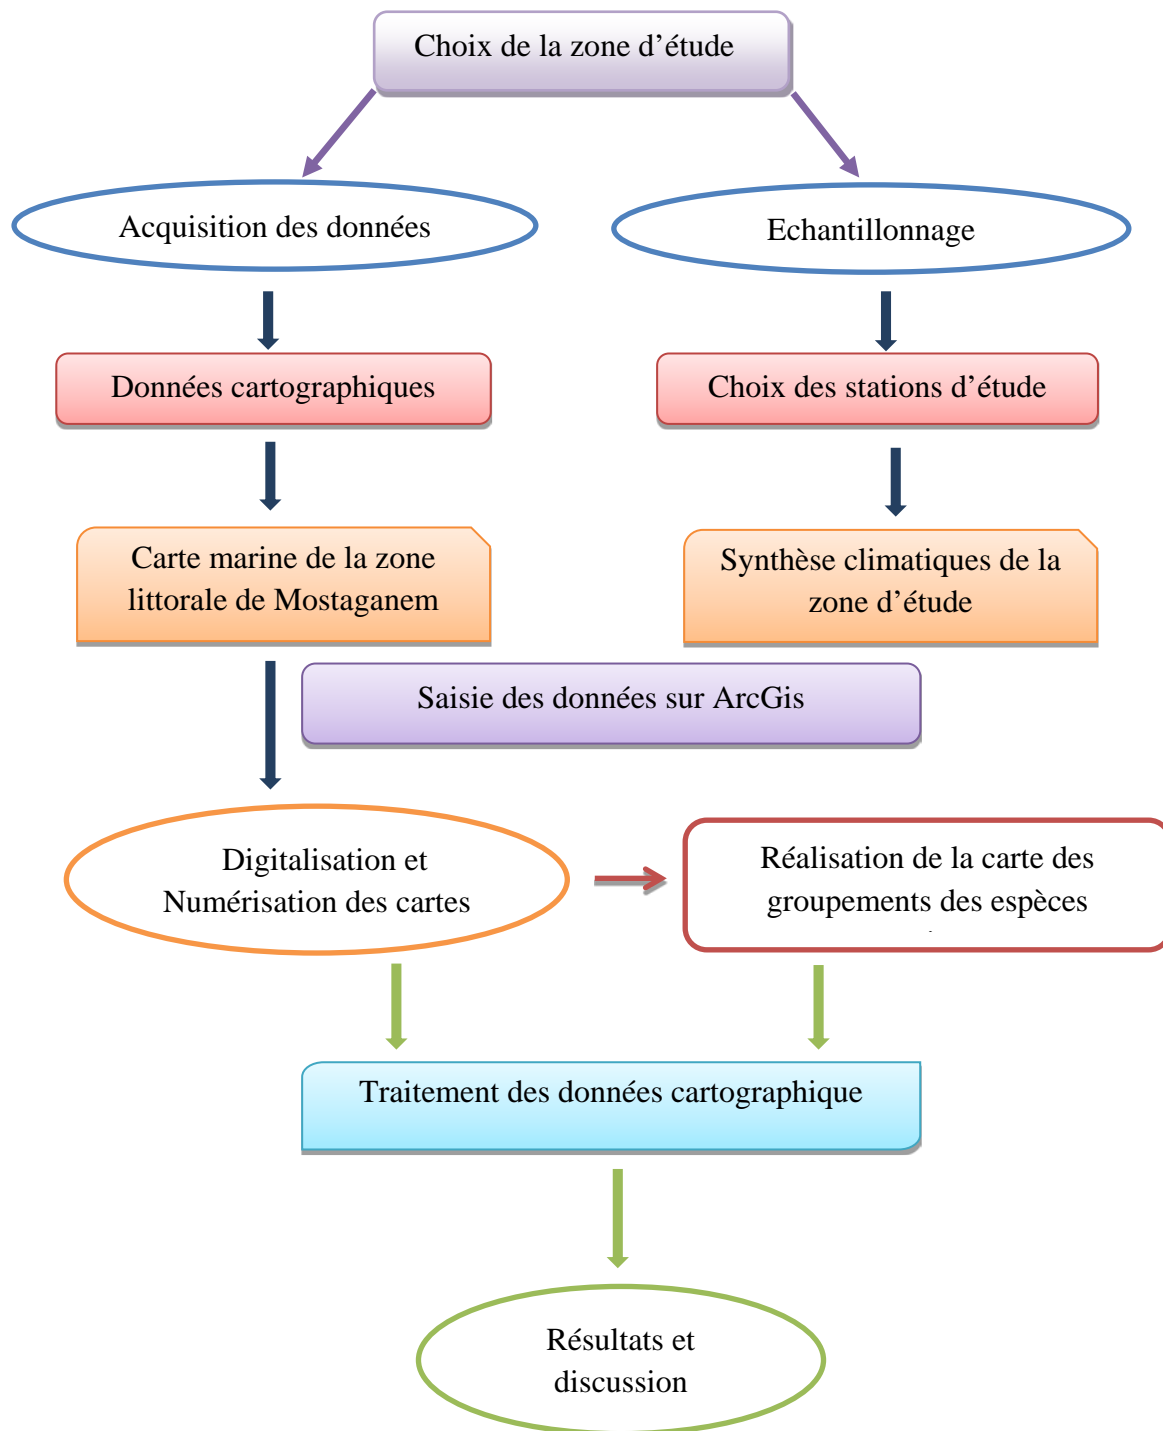 Choix de la zone d’étude
Acquisition des données
Echantillonnage
Données cartographiques
Choix des stations d’étude
Carte marine de la zone
littorale de Mostaganem
Synthèse climatiques de la
zone d’étude
Saisie des données sur ArcGis
Digitalisation et
Numérisation des cartes
Réalisation de la carte des
groupements des espèces
Traitement des données cartographique
Résultats et
discussion